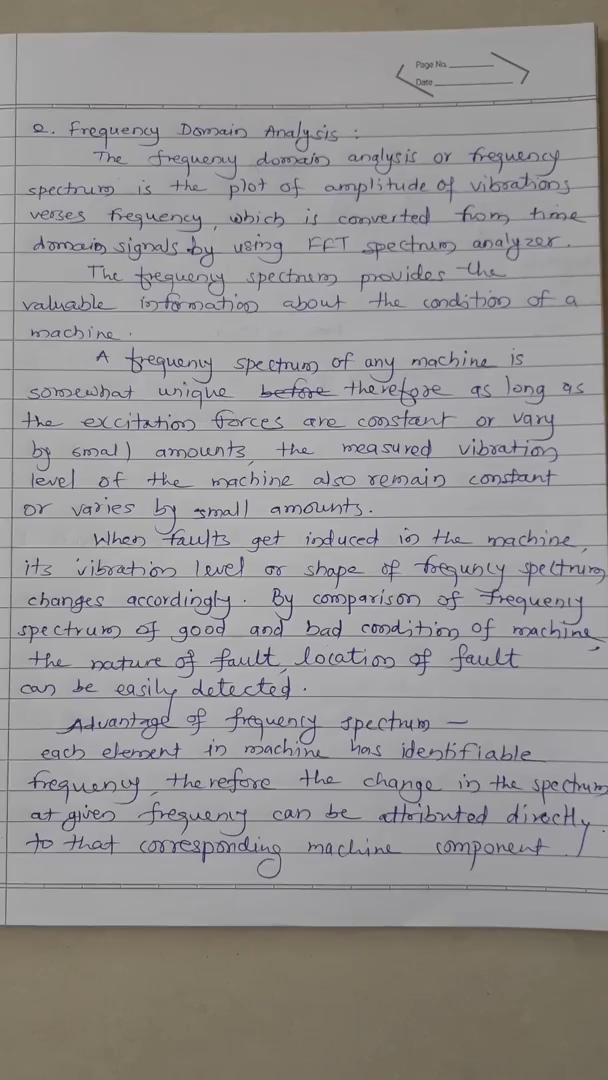 Page No.
Date
2. Frequency Domain Analysis :
The frequency domain analysis or frequency
spectrum is the plot of amplitude of vibrations
verses frequency, which is converted from time
domain signals by using FFT spectrum analyzer.
The frequency spectrum provides the
valuable information about the condition of a
machine.
A frequency spectrum of any machine is
somewhat unique before therefore as long as
the excitation forces are constant or vary
by small amounts, the measured vibration
level of the machine also remain constant
or varies by small amounts.
When faults get induced in the machine,
its vibration level or shape of frequncy spectrum
changes accordingly. By comparison of frequency
spectrum of good and bad condition of machine,
the nature of fault, location of fault
can be easily detected.
Advantage of frequency spectrum -
each element in machine has identifiable
frequency, therefore the change in the spectrum
at given frequency can be attributed directly
to that corresponding machine component.